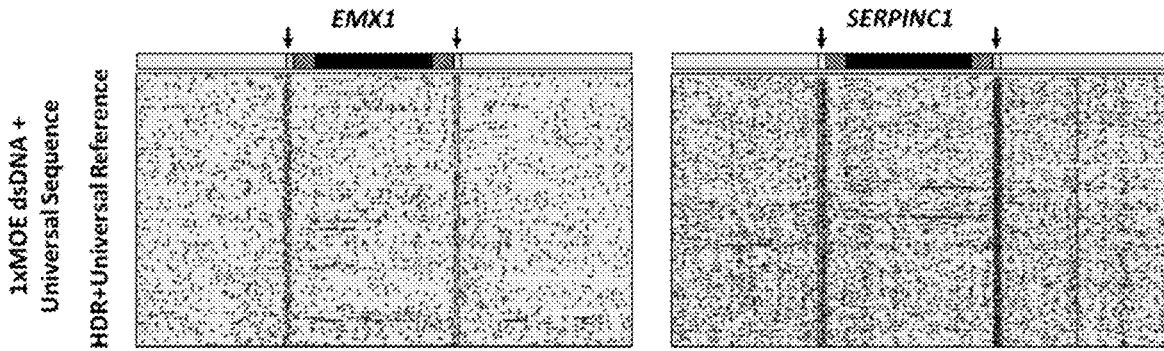 EMX1
SERPINC1
1xMOE dsDNA +
Universal Sequence
HDR+Universal Reference